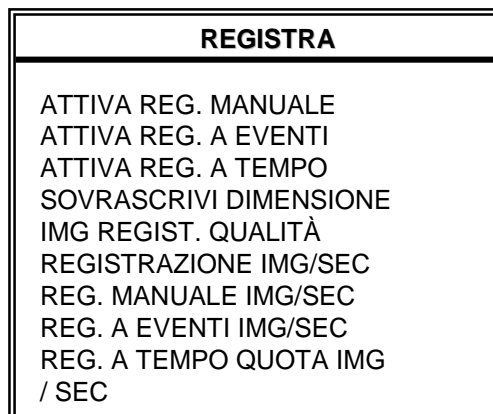 REGISTRA
ATTIVA REG. MANUALE
ATTIVA REG. A EVENTI
ATTIVA REG. A TEMPO
SOVRASCRIVI DIMENSIONE
IMG REGIST. QUALITÀ
REGISTRAZIONE IMG/SEC
REG. MANUALE IMG/SEC
REG. A EVENTI IMG/SEC
REG. A TEMPO QUOTA IMG
/ SEC